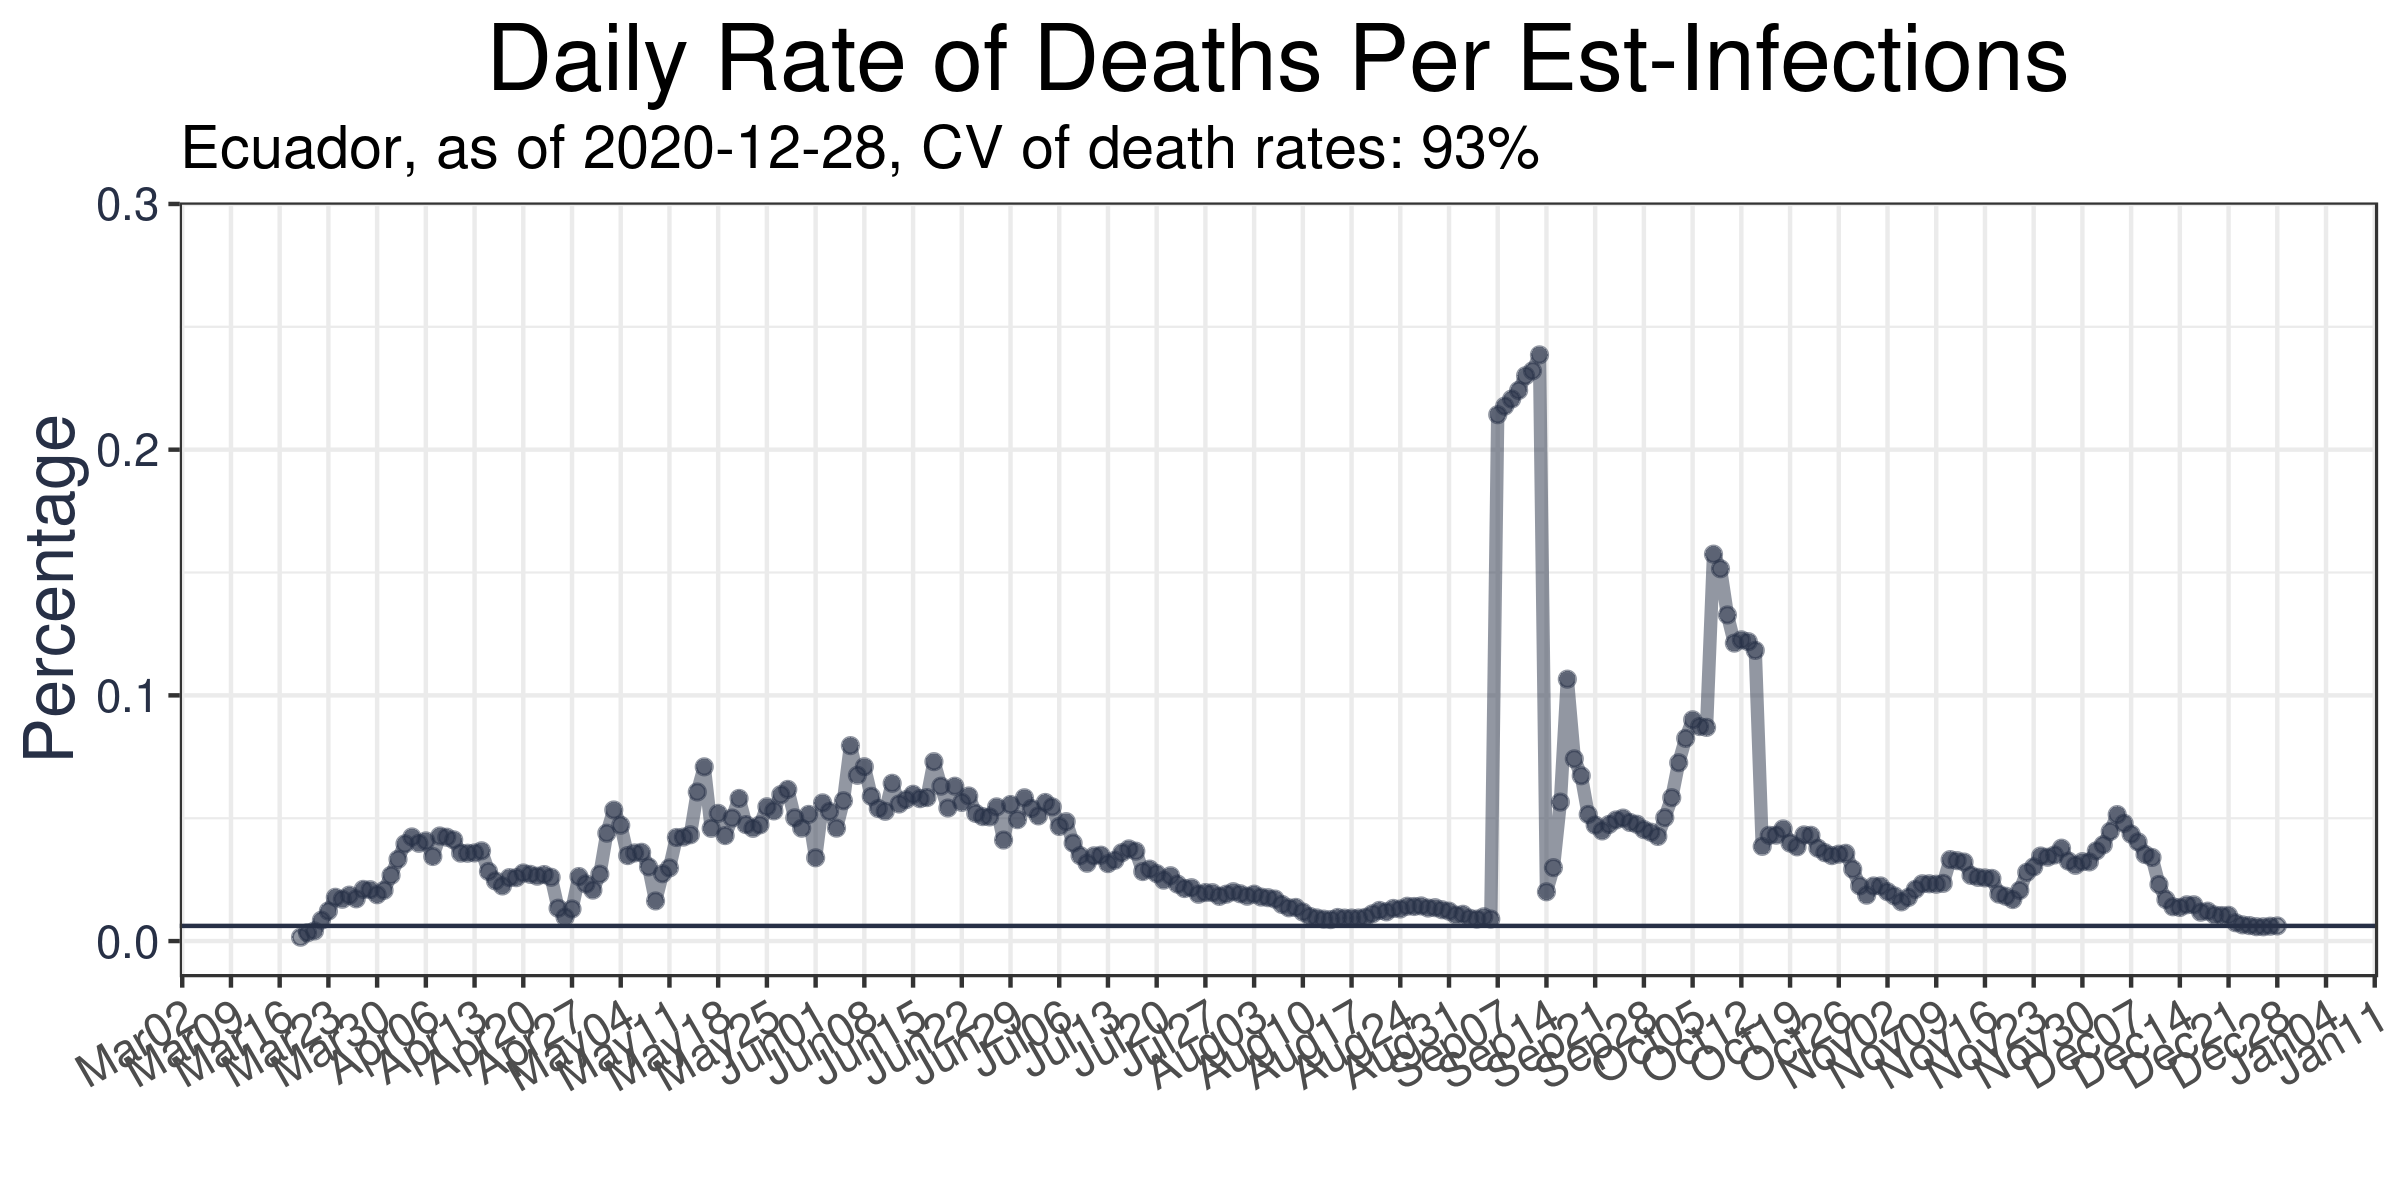 Daily Rate of Deaths Per Est-Infections
Ecuador, as of 2020-12-28, CV of death rates: 93%
Percentage
0.3
0.2
0.1
0.0
Mar02
Mar09
Mar16
Mar23
Mar30
Apr06
Apr13
Apr20
Apr27
May04
May11
May18
May25
Jun01
Jun08
Jun15
Jun22
Jun29
Jul06
Jul13
Jul20
Jul27
Aug03
Aug10
Aug17
Aug24
Aug31
Sep07
Sep14
Sep21
Sep28
Oct05
Oct12
Oct19
Oct26
Nov02
Nov09
Nov16
Nov23
Nov30
Dec07
Dec14
Dec21
Dec28
Jan04
Jan11